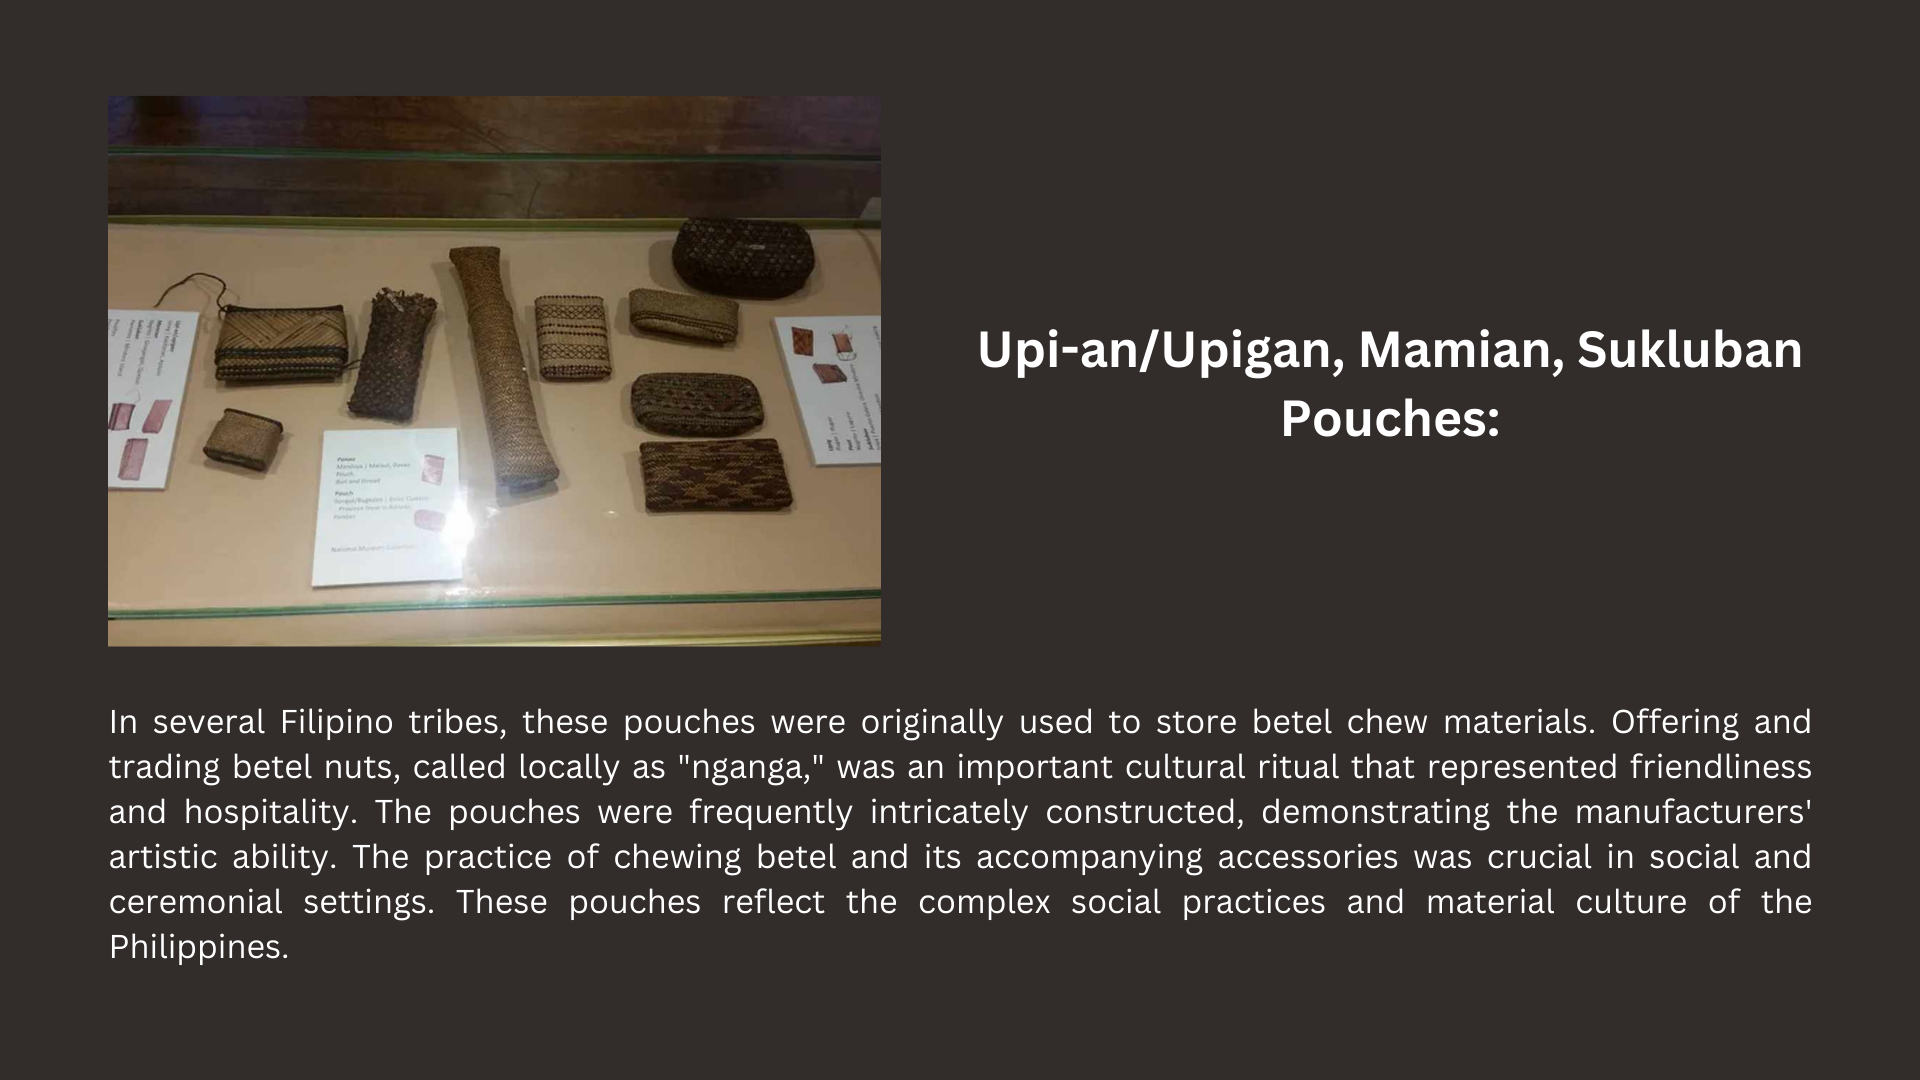 Upi-an/Upigan, Mamian, Sukluban
Pouches:
Pouch
National Museum
In several Filipino tribes, these pouches were originally used to store betel chew materials. Offering and
trading betel nuts, called locally as "nganga," was an important cultural ritual that represented friendliness
and hospitality. The pouches were frequently intricately constructed, demonstrating the manufacturers'
artistic ability. The practice of chewing betel and its accompanying accessories was crucial in social and
ceremonial settings. These pouches reflect the complex social practices and material culture of the
Philippines.